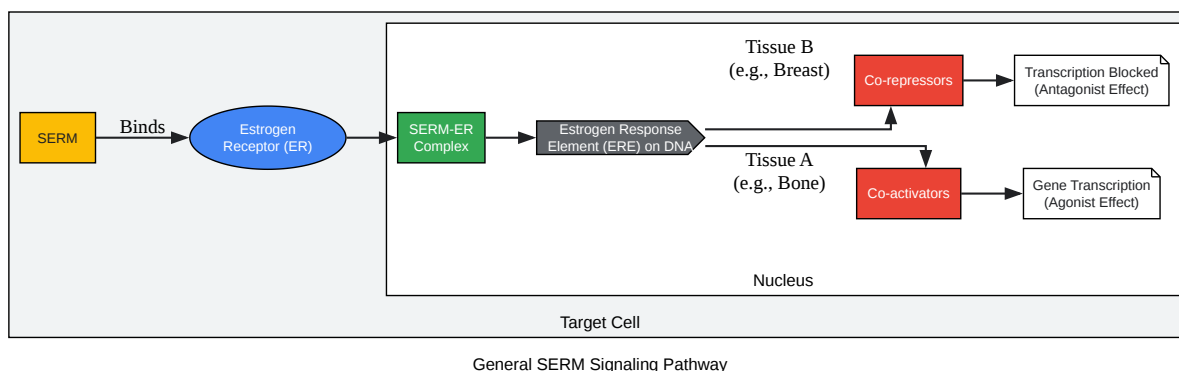 SERM
Binds
Estrogen
Receptor (ER)
SERM-ER
Complex
Estrogen Response
Element (ERE) on DNA
Tissue B
(e.g., Breast)
Co-repressors
Transcription Blocked
(Antagonist Effect)
Tissue A
(e.g., Bone)
Co-activators
Gene Transcription
(Agonist Effect)
Nucleus
Target Cell
General SERM Signaling Pathway